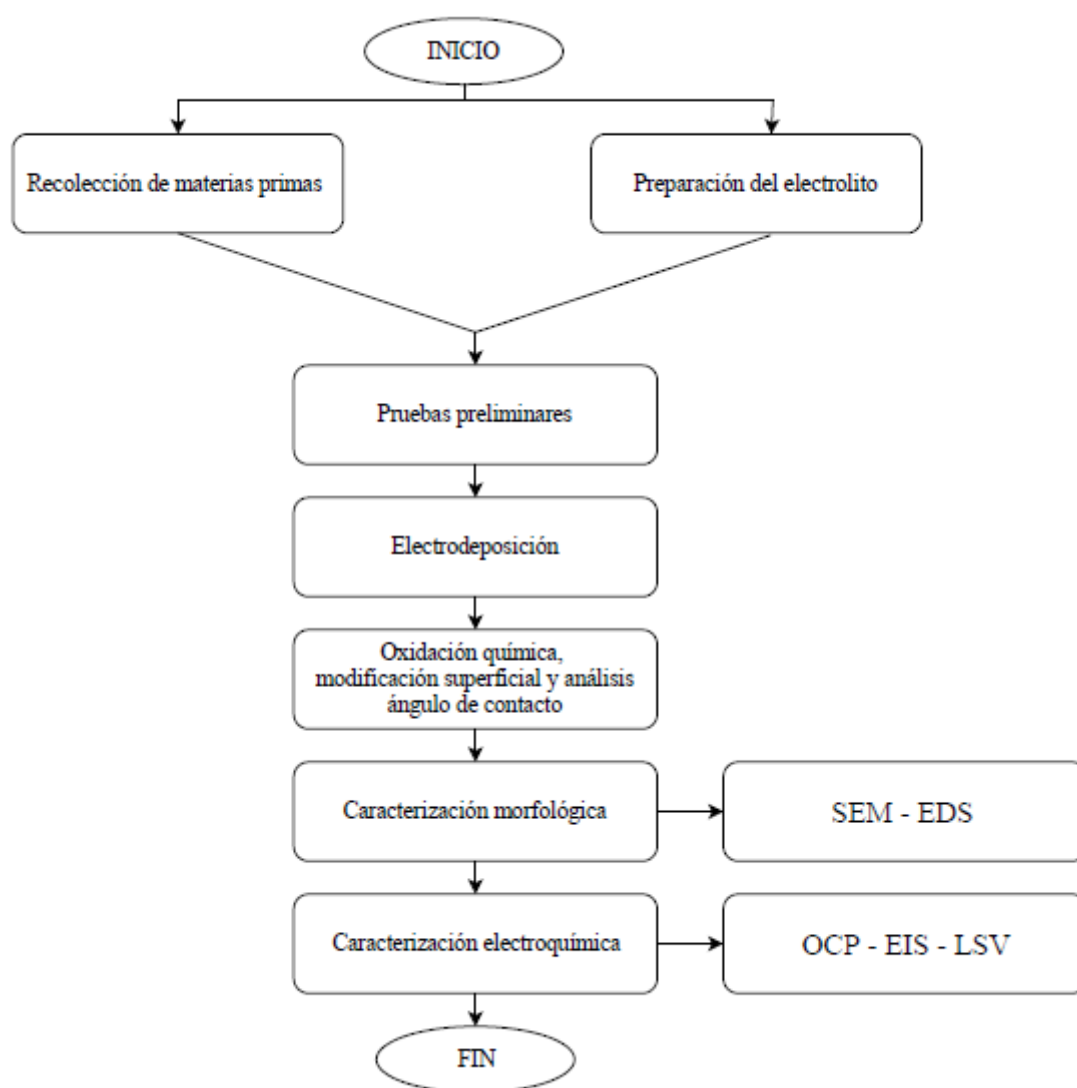 INICIO
Recolección de materias primas
Preparación del electrolito
Pruebas preliminares
Electrodeposición
Oxidación química,
modificación superficial y análisis
ángulo de contacto
Caracterización morfológica
SEM - EDS
Caracterización electroquímica
OCP - EIS - LSV
FIN